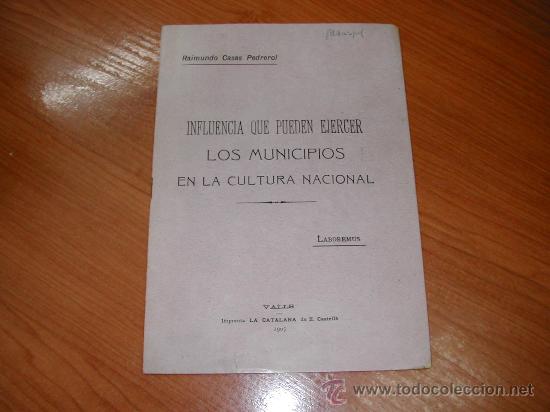 Raimundo Casas Pedrerol
INFLUENCIA QUE PUEDEN EJERCER
LOS MUNICIPIOS
EN LA CULTURA NACIONAL
LABOREMUS
VALLS
Imprenta LA CATALANA de E. Castells
www.todocoleccion.net